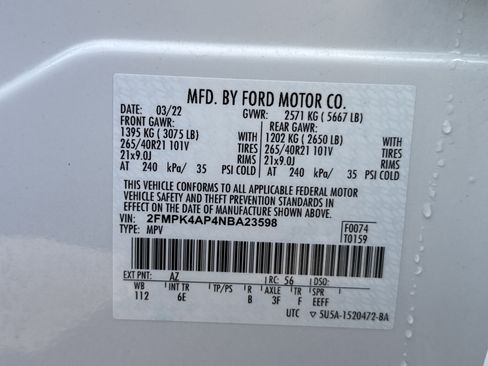 MFD. BY FORD MOTOR CO.
DATE: 03/22 GVWR: 2571 KG ( 5667 LB)
FRONT GAWR: REAR GAWR:
1395 KG ( 3075 LB) WITH 1202 KG ( 2650 LB) WITH
265/40R21 101V TIRES 265/40R21 101V TIRES
21x9.0J RIMS 21x9.0J RIMS
AT 240 kPa/ 35 PSI COLD AT 240 kPa/ 35 PSI COLD
THIS VEHICLE CONFORMS TO ALL APPLICABLE FEDERAL MOTOR
VEHICLE SAFETY AND BUMPER STANDARDS IN
EFFECT ON THE DATE OF MANUFACTURE SHOWN ABOVE.
VIN: 2FMPK4AP4NBA23598 F0074
TYPE: MPV T0159
EXT PNT: AZ RC: 56 DSO:
WB INT TR TP/PS R AXLE TR SPR
112 6E B 3F F EEFF
UTC ▽ 5U5A-1520472-BA